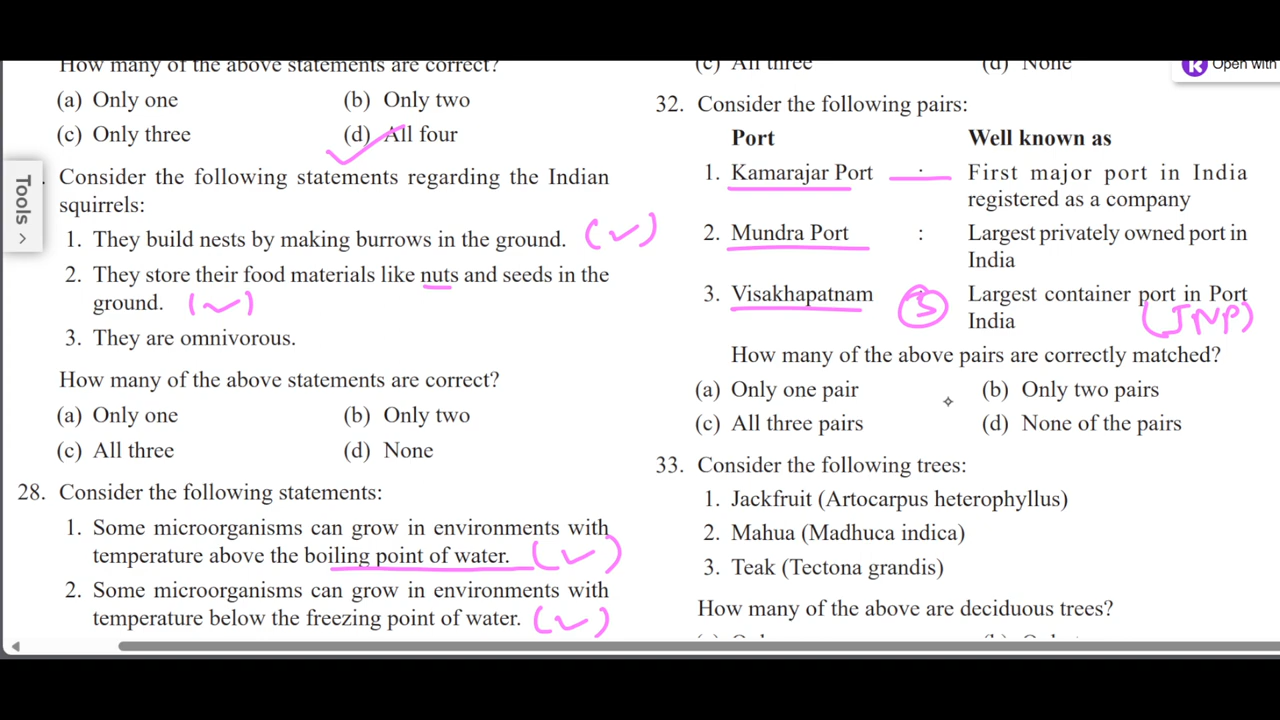 How many of the above statements are correct?
(a) Only one (b) Only two
(c) Only three (d) All four
Consider the following statements regarding the Indian
squirrels:
1. They build nests by making burrows in the ground.
2. They store their food materials like nuts and seeds in the
ground.
3. They are omnivorous.
How many of the above statements are correct?
(a) Only one (b) Only two
(c) All three (d) None
28. Consider the following statements:
1. Some microorganisms can grow in environments with
temperature above the boiling point of water.
2. Some microorganisms can grow in environments with
temperature below the freezing point of water.
Tools
(c) All three (d) None
Open with
32. Consider the following pairs:
Port Well known as
1. Kamarajar Port : First major port in India
registered as a company
2. Mundra Port : Largest privately owned port in
India
3. Visakhapatnam Largest container port in Port
India
(JNP)
How many of the above pairs are correctly matched?
(a) Only one pair (b) Only two pairs
(c) All three pairs (d) None of the pairs
33. Consider the following trees:
1. Jackfruit (Artocarpus heterophyllus)
2. Mahua (Madhuca indica)
3. Teak (Tectona grandis)
How many of the above are deciduous trees?